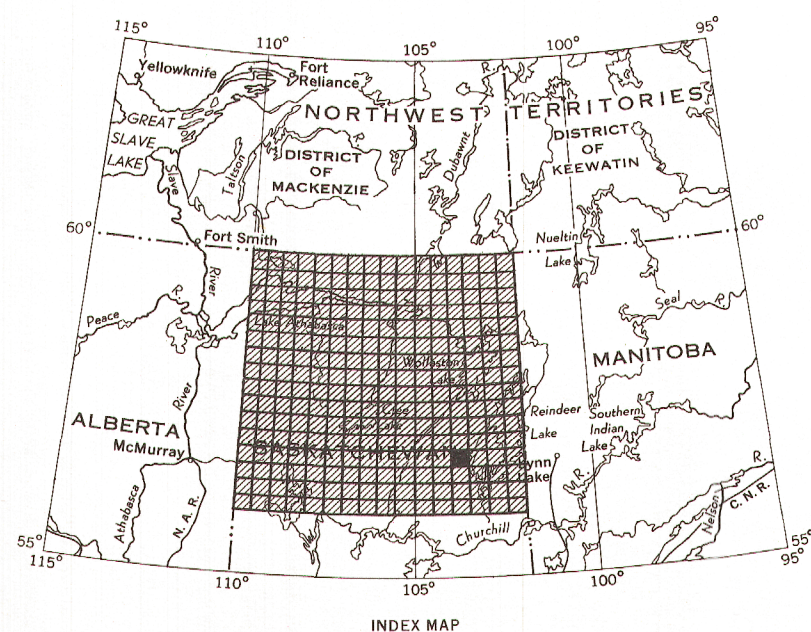 115°
110°
105°
100°
95°
Yellowknife
Fort
Reliance
R.
NORTHWEST TERRITORIES
GREAT
SLAVE
LAKE
Slave
Taltson
R.
DISTRICT
OF
MACKENZIE
Dubawnt
DISTRICT
OF
KEEWATIN
60°
Fort Smith
Nueltin
Lake
60°
River
R.
Peace
Lake Athabasca
Seal R.
Wollaston
Lake
MANITOBA
River
Cree
Lake
Reindeer
Lake
Southern
Indian
Lake
ALBERTA
McMurray
SASKATCHEWAN
Lynn
Lake
R.
Athabasca
N. A. R.
Churchill
Nelson
R.
C. N. R.
55°
115°
110°
105°
100°
55°
95°
INDEX MAP